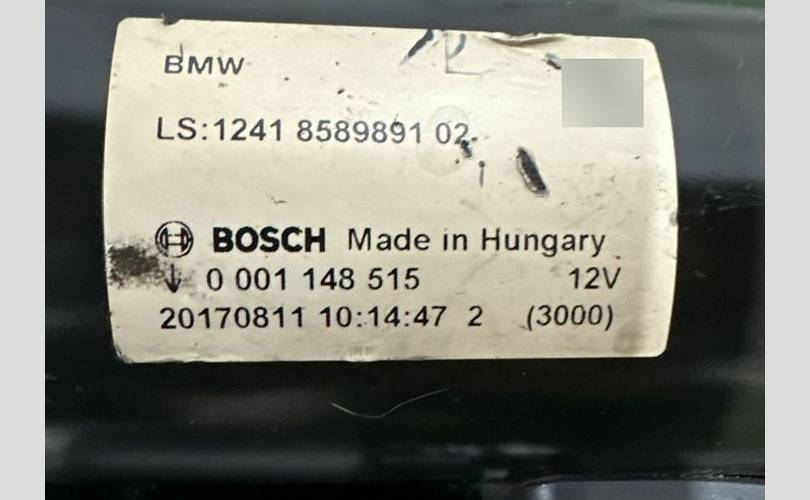 BMW
LS:1241 8589891 02
BOSCH Made in Hungary
↓ 0 001 148 515 12V
20170811 10:14:47 2 (3000)